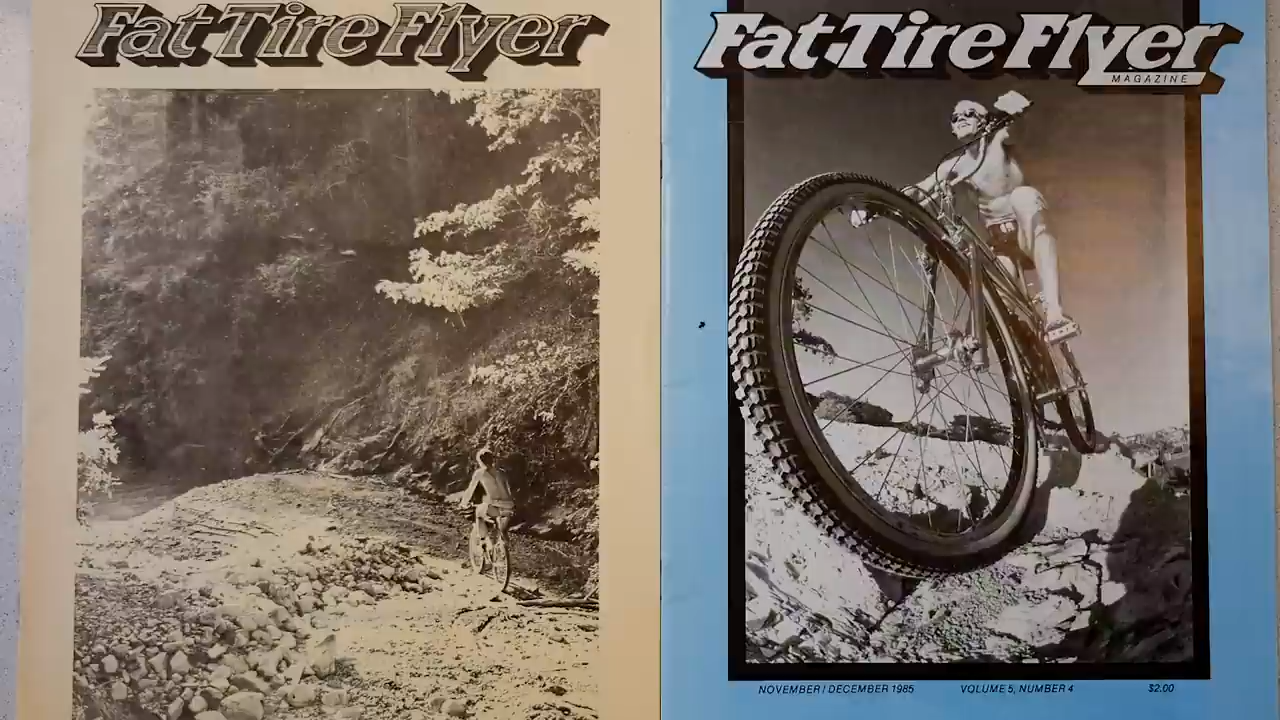 Fat Tire Flyer
Fat Tire Flyer
MAGAZINE
NOVEMBER / DECEMBER 1985 VOLUME 5, NUMBER 4 $2.00